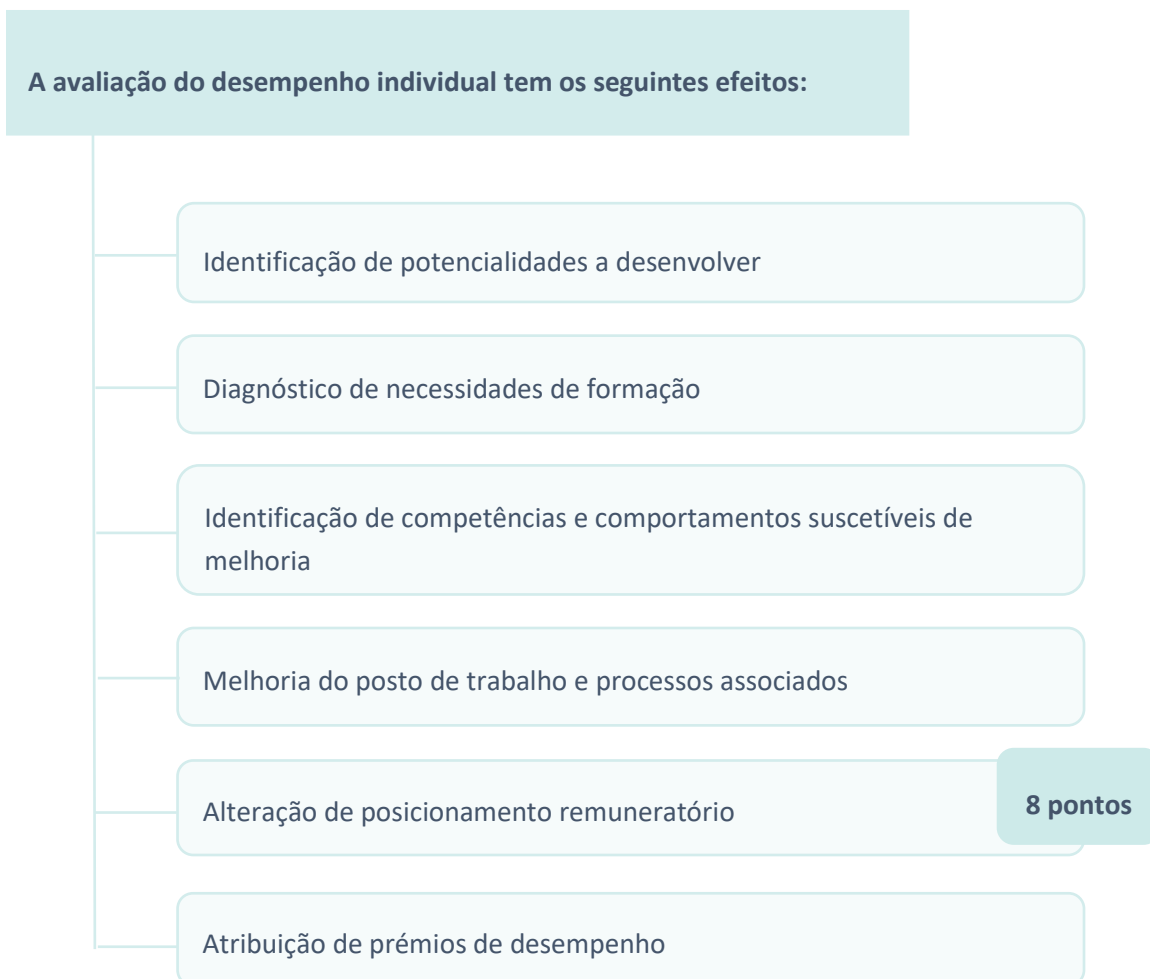 A avaliação do desempenho individual tem os seguintes efeitos:
Identificação de potencialidades a desenvolver
Diagnóstico de necessidades de formação
Identificação de competências e comportamentos suscetíveis de
melhoria
Melhoria do posto de trabalho e processos associados
Alteração de posicionamento remuneratório
8 pontos
Atribuição de prémios de desempenho